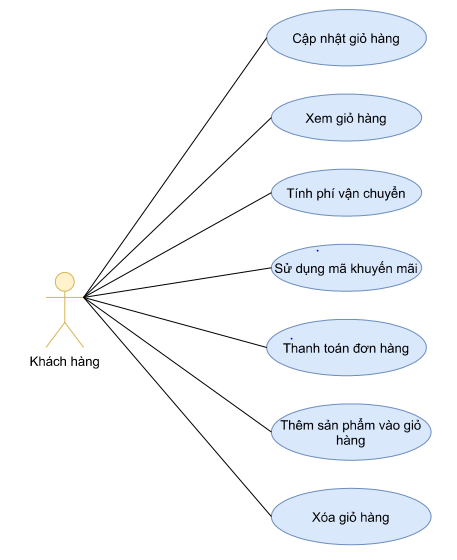 Cập nhật giỏ hàng
Xem giỏ hàng
Tính phí vận chuyển
Sử dụng mã khuyến mãi
Khách hàng
Thanh toán đơn hàng
Thêm sản phẩm vào giỏ
hàng
Xóa giỏ hàng